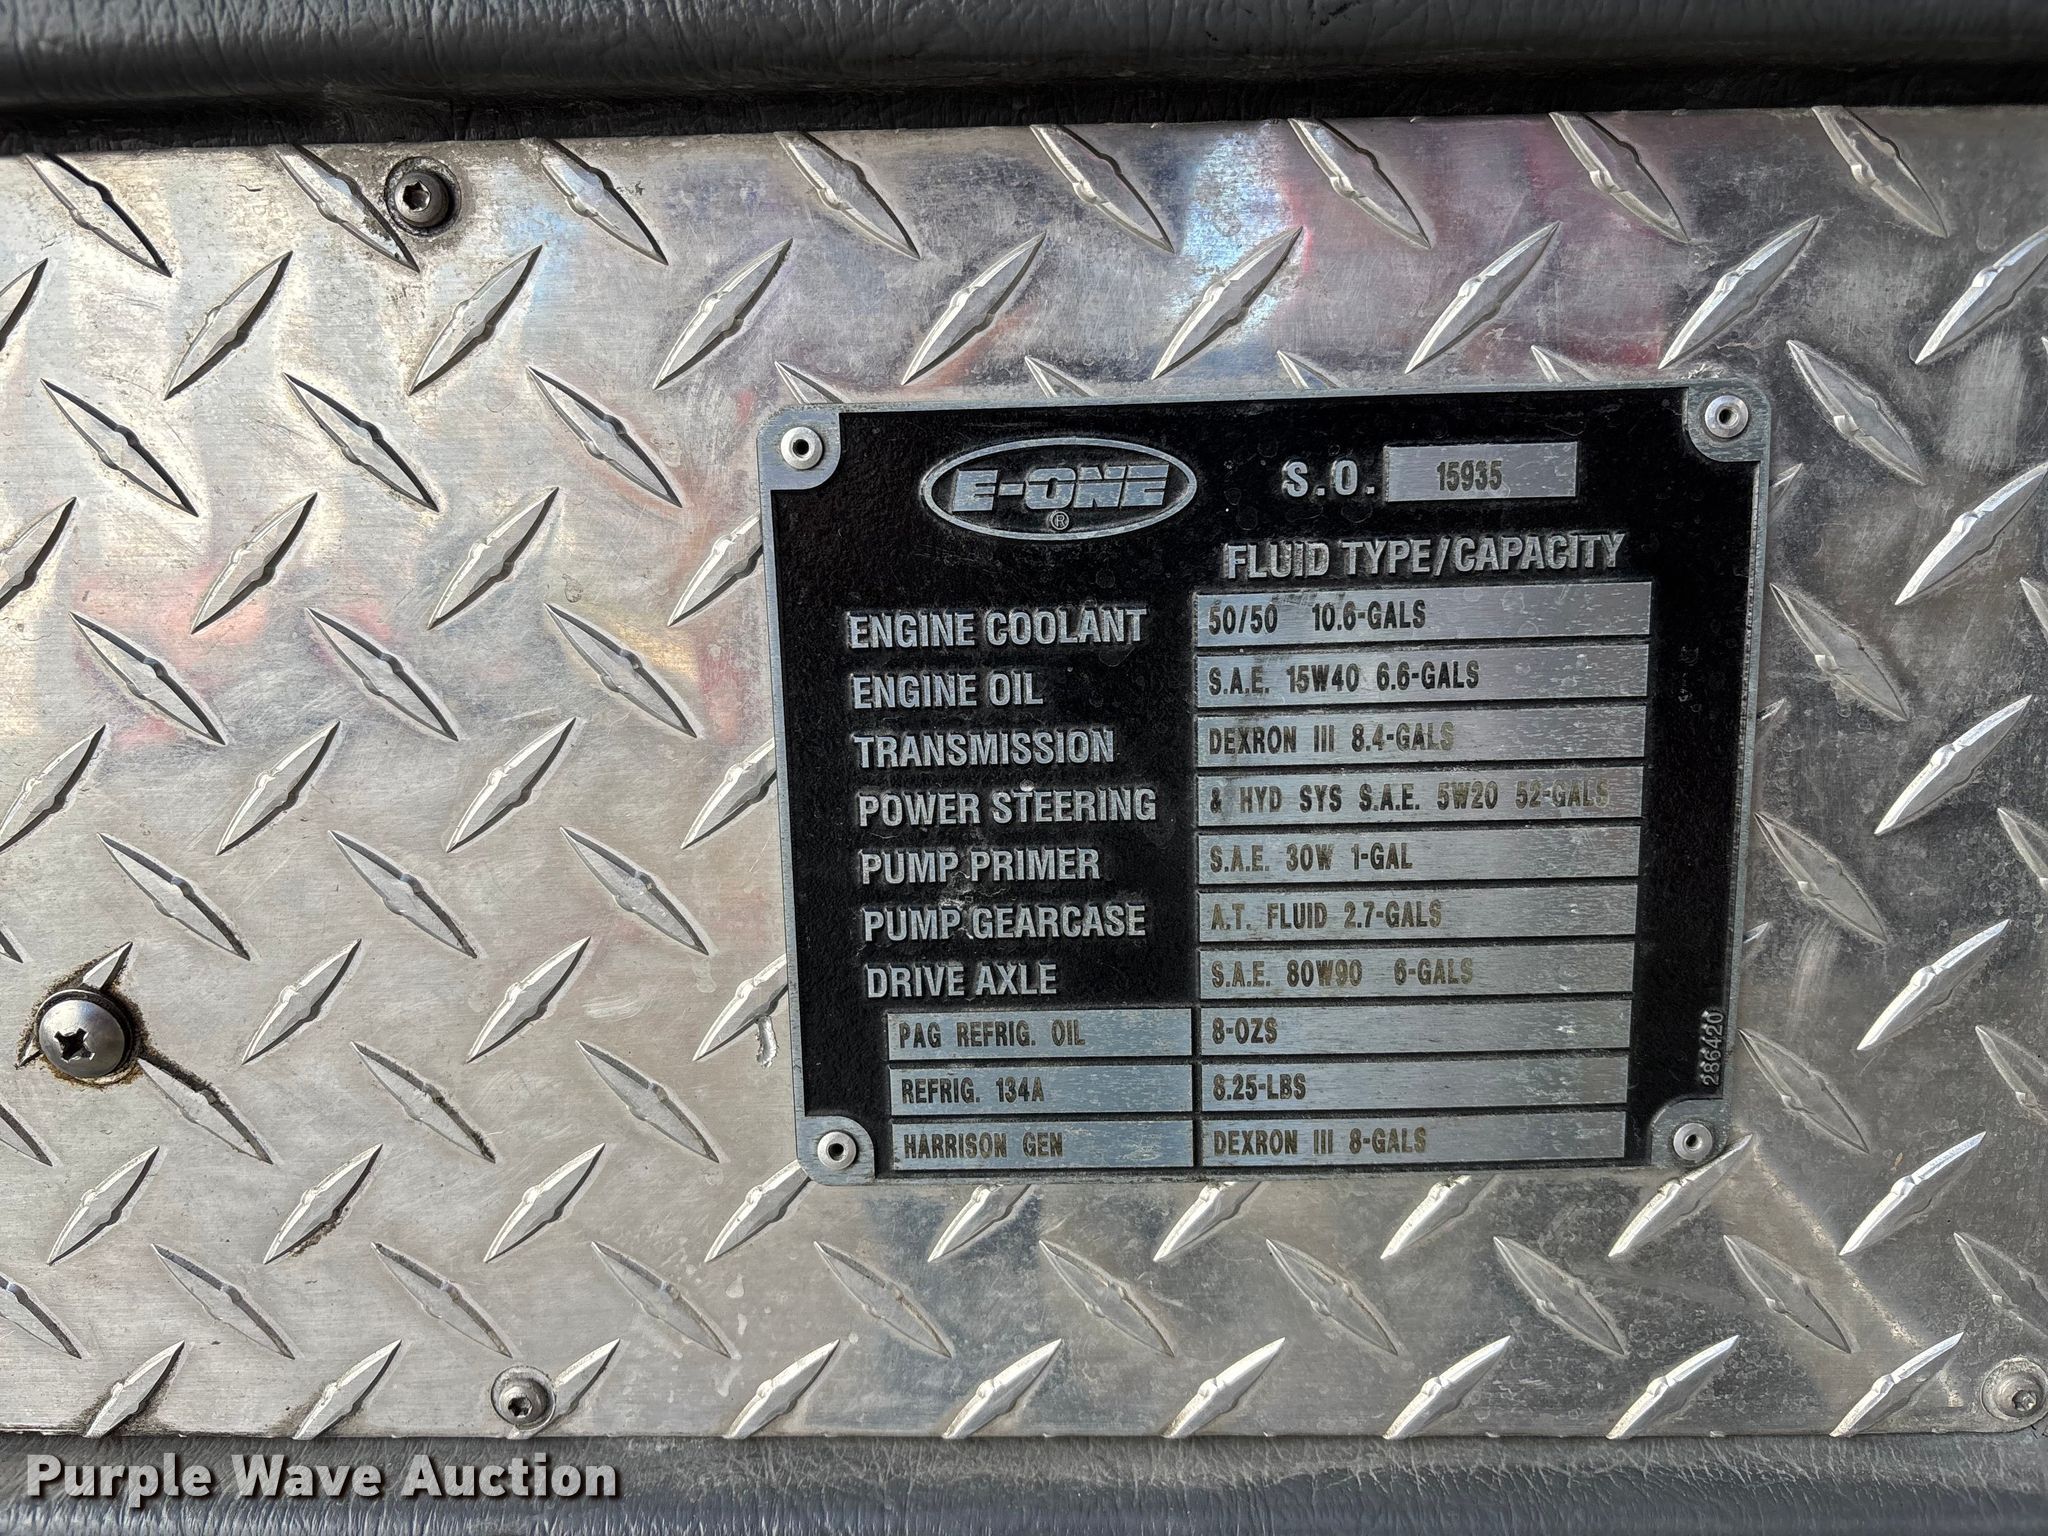 E-ONE
®
S.O. 15935
FLUID TYPE/CAPACITY
ENGINE COOLANT 50/50 10.6-GALS
ENGINE OIL S.A.E. 15W40 6.6-GALS
TRANSMISSION DEXRON III 8.4-GALS
POWER STEERING & HYD SYS S.A.E. 5W20 52-GALS
PUMP PRIMER S.A.E. 30W 1-GAL
PUMP GEARCASE A.T. FLUID 2.7-GALS
DRIVE AXLE S.A.E. 80W90 6-GALS
PAG REFRIG. OIL 8-OZS
REFRIG. 134A 8.25-LBS
HARRISON GEN DEXRON III 8-GALS
286420
Purple Wave Auction